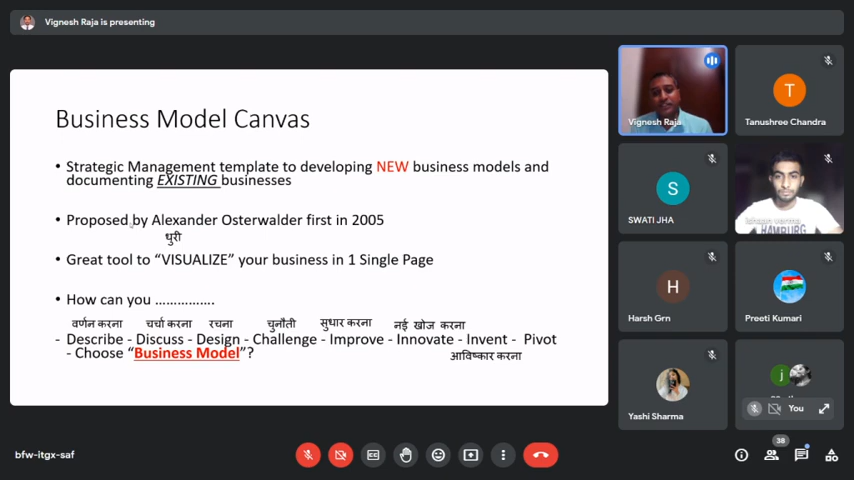 Vignesh Raja is presenting
Business Model Canvas
• Strategic Management template to developing NEW business models and
documenting EXISTING businesses
• Proposed by Alexander Osterwalder first in 2005
धुरी
• Great tool to “VISUALIZE” your business in 1 Single Page
• How can you ................
वर्णन करना चर्चा करना रचना चुनौती सुधार करना नई खोज करना
- Describe - Discuss - Design - Challenge - Improve - Innovate - Invent - Pivot
- Choose “Business Model”?
आविष्कार करना
Vignesh Raja
T
Tanushree Chandra
S
SWATI JHA
Ishaan Verma
HAMBURG
H
Harsh Grn
Preeti Kumari
Yashi Sharma
j
You
bfw-itgx-saf
38